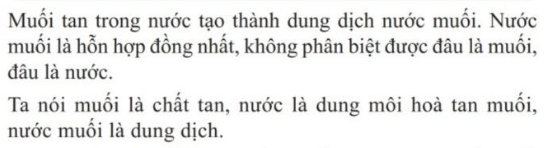 Muối tan trong nước tạo thành dung dịch nước muối. Nước
muối là hỗn hợp đồng nhất, không phân biệt được đâu là muối,
đâu là nước.
Ta nói muối là chất tan, nước là dung môi hoà tan muối,
nước muối là dung dịch.